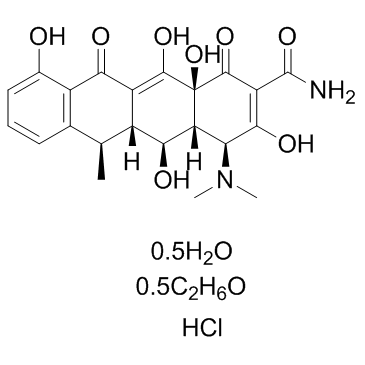 OH O OH OH O O
NH₂
OH
H OH H N
0.5H₂O
0.5C₂H₆O
HCl